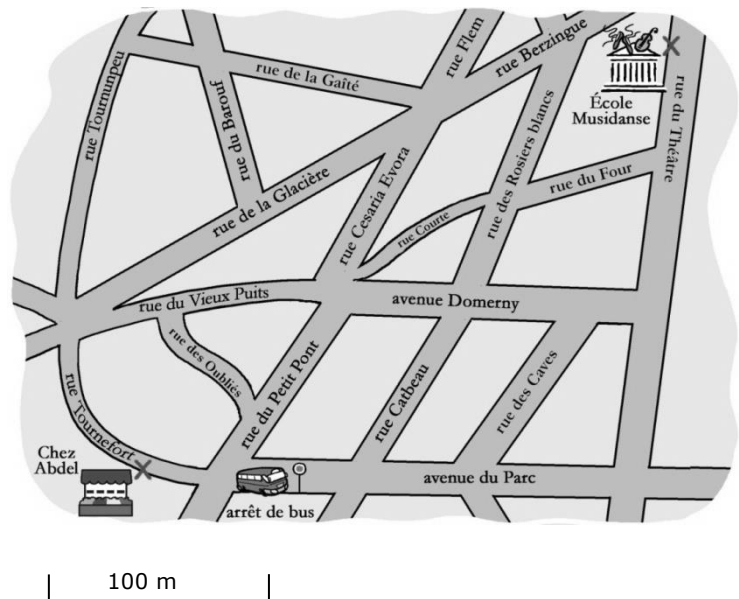 rue Flem
rue Berzingue
rue Tournunpeu
rue de la Gaîté
rue du Barouf
École
Musidanse
rue du Théâtre
rue de la Glacière
rue Cesaria Evora
rue des Rosiers blancs
rue du Four
rue Courte
rue du Vieux Puits
avenue Domerny
rue des Oubliés
rue du Petit Pont
rue Catbeau
rue des Caves
rue Tournefort
Chez
Abdel
avenue du Parc
arrêt de bus
100 m